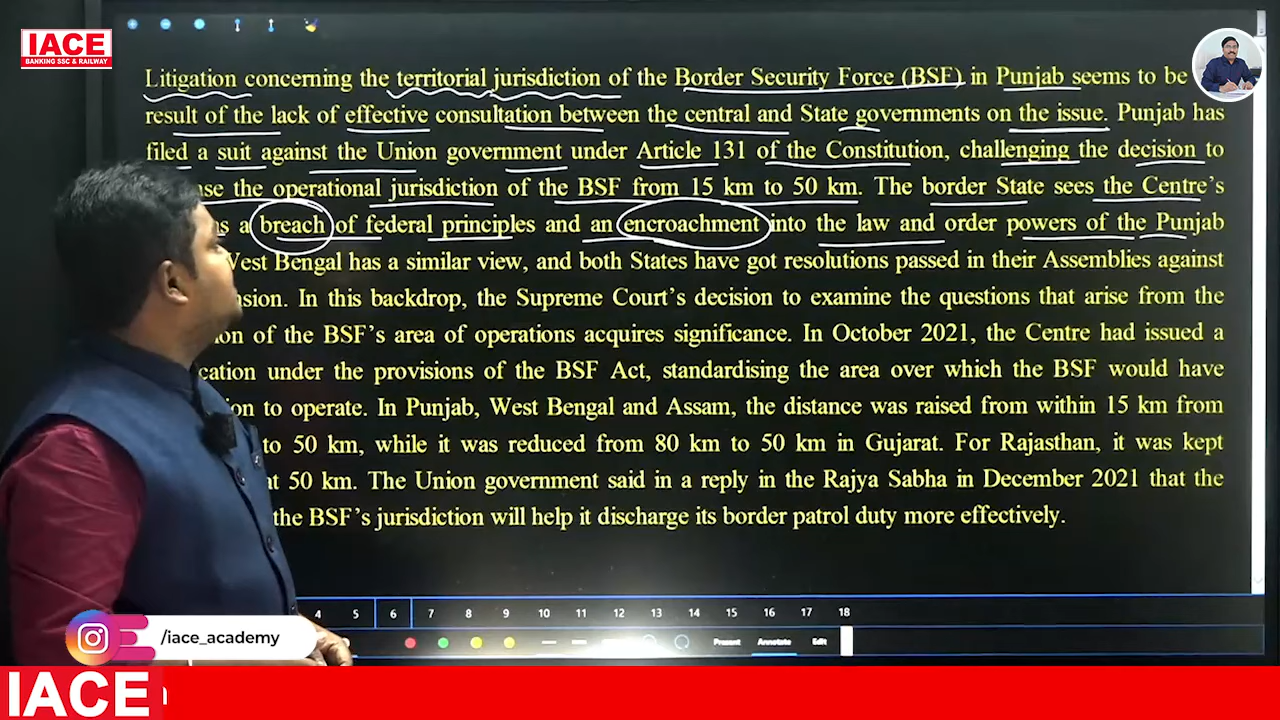 IACE
BANKING SSC & RAILWAY
Litigation concerning the territorial jurisdiction of the Border Security Force (BSF) in Punjab seems to be
result of the lack of effective consultation between the central and State governments on the issue. Punjab has
filed a suit against the Union government under Article 131 of the Constitution, challenging the decision to
the operational jurisdiction of the BSF from 15 km to 50 km. The border State sees the Centre's
a breach of federal principles and an encroachment into the law and order powers of the Punjab
West Bengal has a similar view, and both States have got resolutions passed in their Assemblies against
In this backdrop, the Supreme Court's decision to examine the questions that arise from the
of the BSF's area of operations acquires significance. In October 2021, the Centre had issued a
under the provisions of the BSF Act, standardising the area over which the BSF would have
to operate. In Punjab, West Bengal and Assam, the distance was raised from within 15 km from
to 50 km, while it was reduced from 80 km to 50 km in Gujarat. For Rajasthan, it was kept
at 50 km. The Union government said in a reply in the Rajya Sabha in December 2021 that the
the BSF's jurisdiction will help it discharge its border patrol duty more effectively.
4 5 6 7 8 9 10 11 12 13 14 15 16 17 18
Present Annotate Edit
/iace_academy
IACE